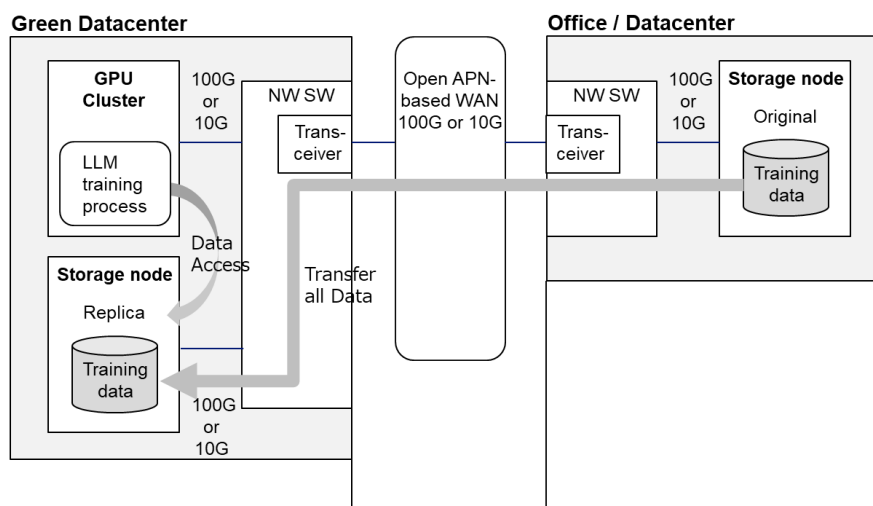 Green Datacenter
GPU
Cluster
LLM
training
process
100G
or
10G
NW SW
Trans-
ceiver
Data
Access
Storage node
Replica
Training
data
100G
or
10G
Transfer
all Data
Open APN-
based WAN
100G or 10G
Office / Datacenter
NW SW
Trans-
ceiver
100G
or
10G
Storage node
Original
Training
data